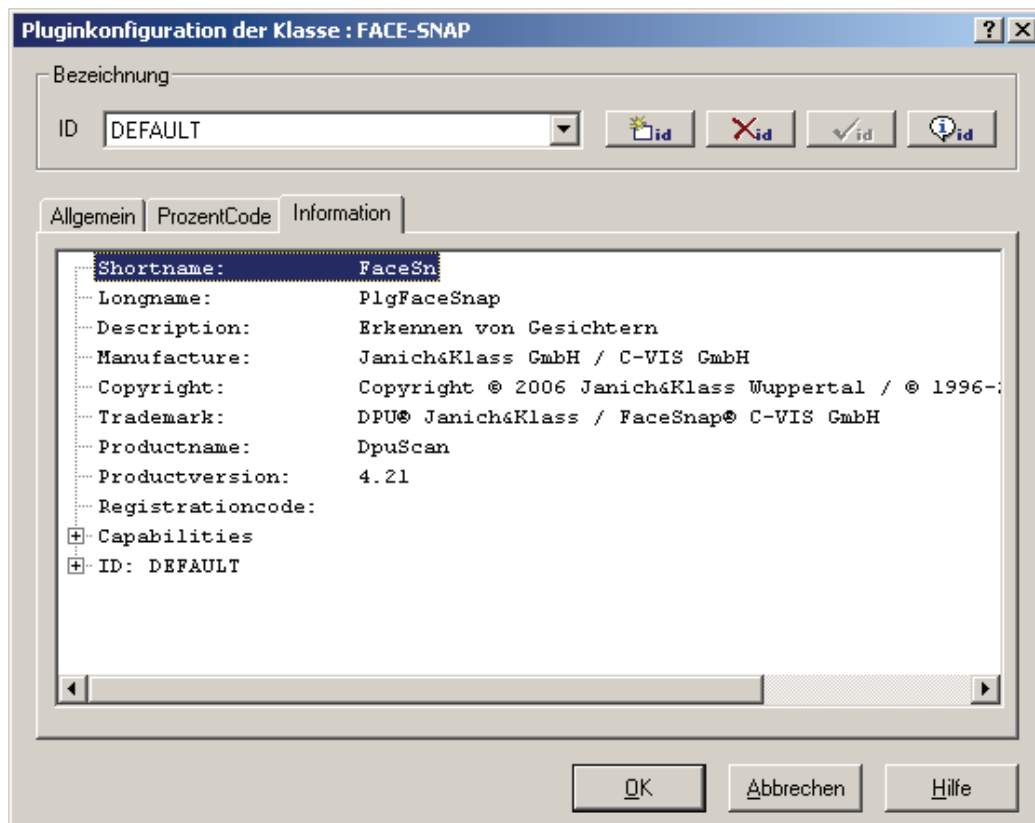 Pluginkonfiguration der Klasse : FACE-SNAP
Bezeichnung
ID DEFAULT id id id id
Allgemein ProzentCode Information
Shortname: FaceSn
Longname: PlgFaceSnap
Description: Erkennen von Gesichtern
Manufacture: Janich&Klass GmbH / C-VIS GmbH
Copyright: Copyright © 2006 Janich&Klass Wuppertal / © 1996-
Trademark: DPU® Janich&Klass / FaceSnap® C-VIS GmbH
Productname: DpuScan
Productversion: 4.21
Registrationcode:
Capabilities
ID: DEFAULT
OK Abbrechen Hilfe